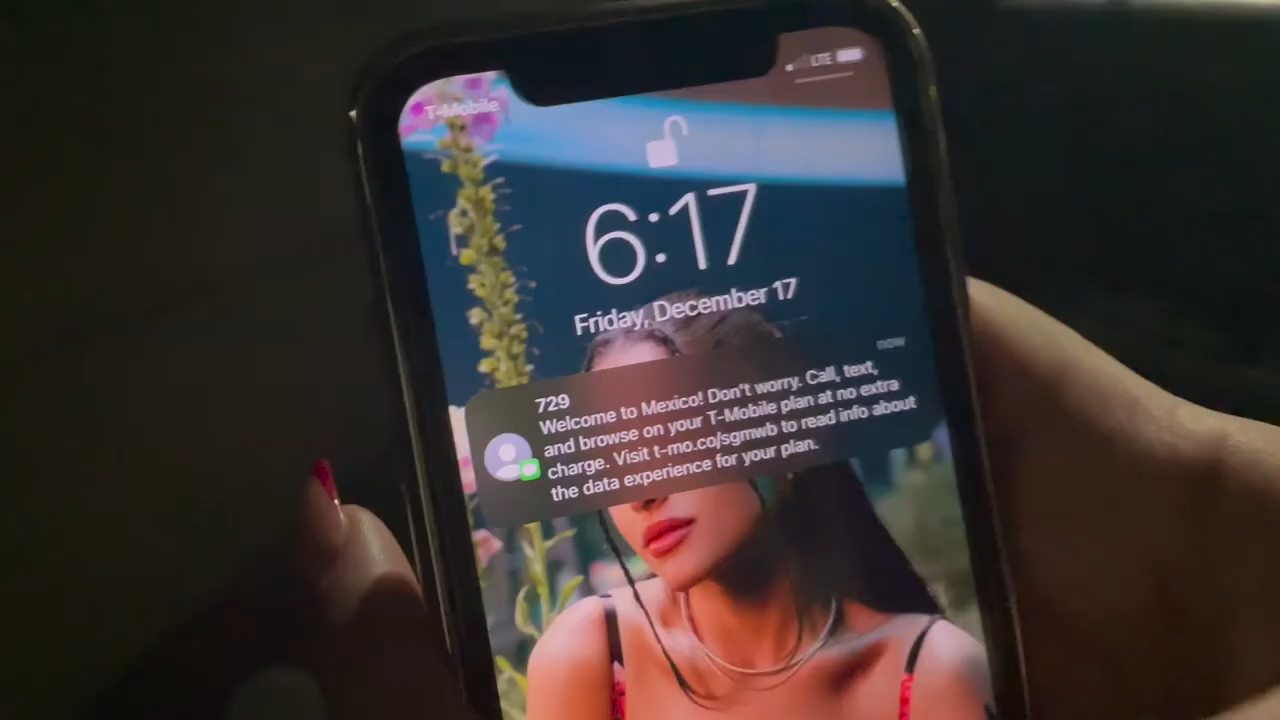 T-Mobile
LTE
6:17
Friday, December 17
now
729
Welcome to Mexico! Don't worry. Call, text,
and browse on your T-Mobile plan at no extra
charge. Visit t-mo.co/sgmwb to read info about
the data experience for your plan.